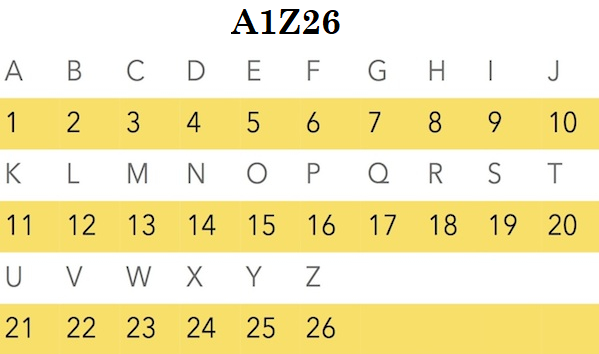 A1Z26
A B C D E F G H I J
1 2 3 4 5 6 7 8 9 10
K L M N O P Q R S T
11 12 13 14 15 16 17 18 19 20
U V W X Y Z
21 22 23 24 25 26